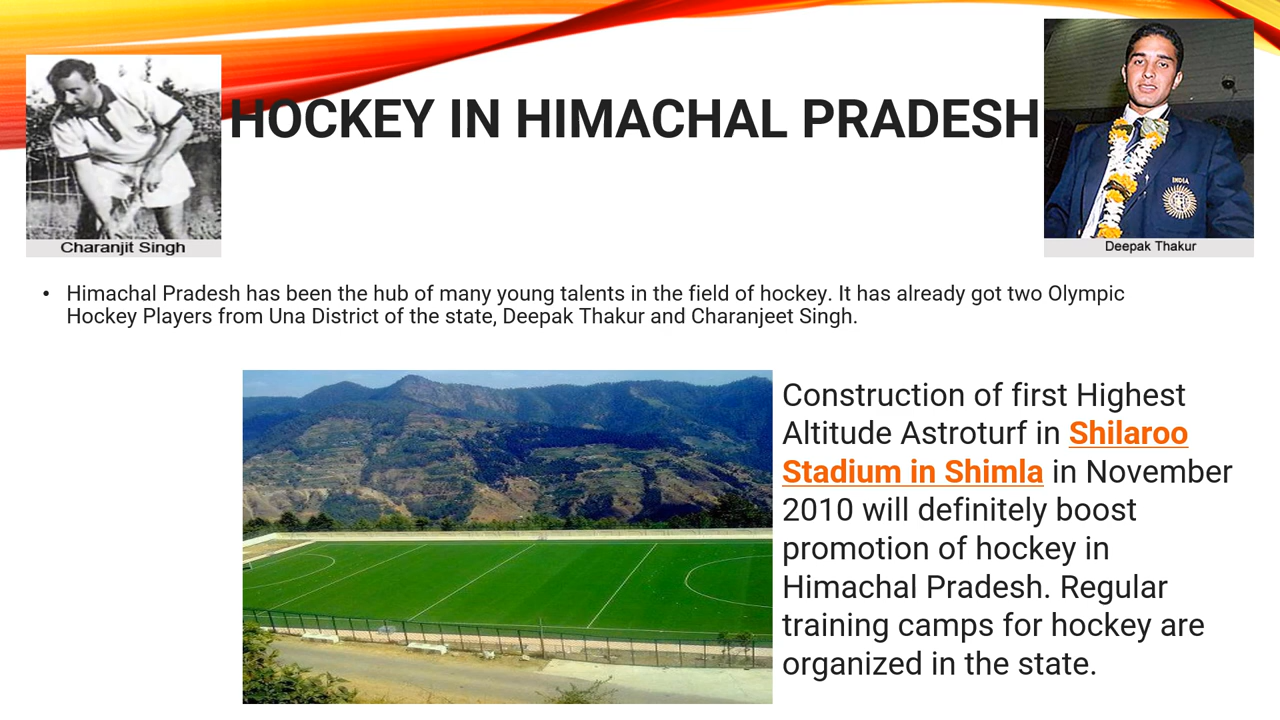 HOCKEY IN HIMACHAL PRADESH
Charanjit Singh
INDIA
Deepak Thakur
• Himachal Pradesh has been the hub of many young talents in the field of hockey. It has already got two Olympic
Hockey Players from Una District of the state, Deepak Thakur and Charanjeet Singh.
Construction of first Highest
Altitude Astroturf in Shilaroo
Stadium in Shimla in November
2010 will definitely boost
promotion of hockey in
Himachal Pradesh. Regular
training camps for hockey are
organized in the state.